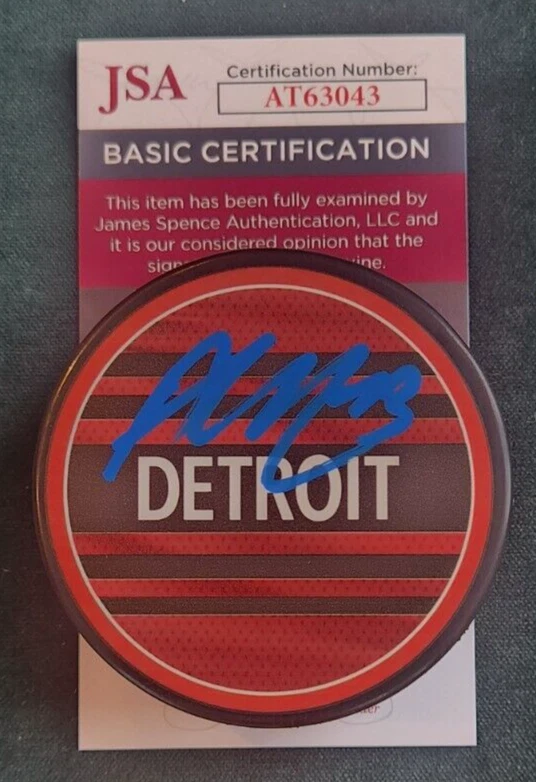 JSA
Certification Number:
AT63043
BASIC CERTIFICATION
This item has been fully examined by
James Spence Authentication, LLC and
it is our considered opinion that the
DETROIT